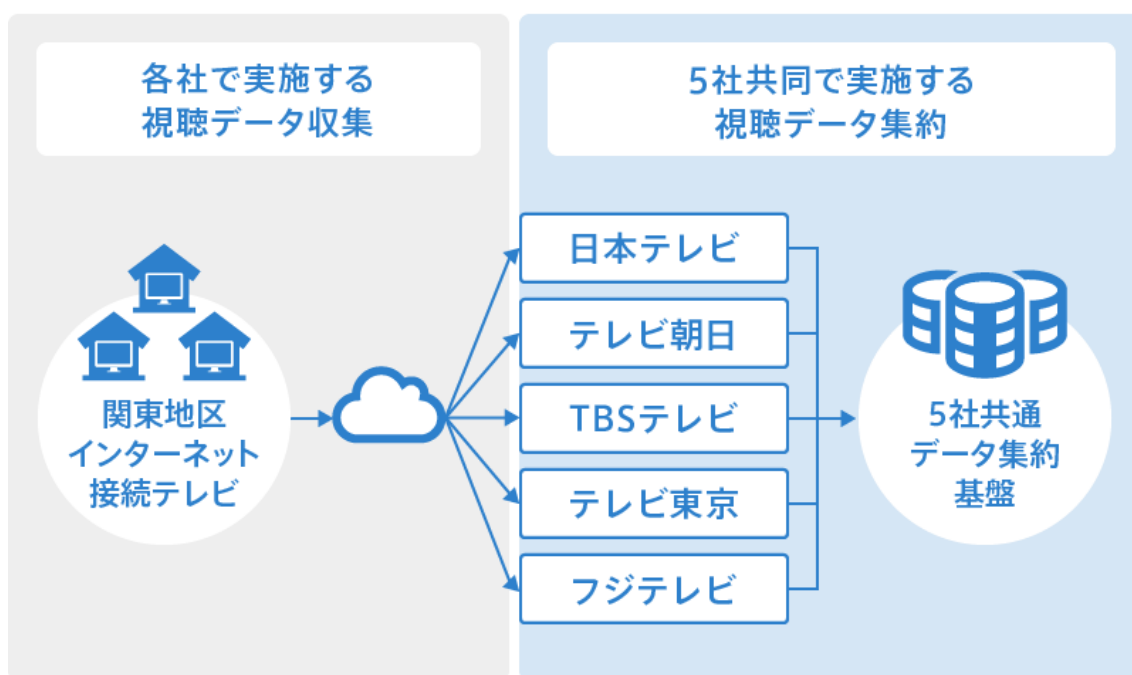 各社で実施する
視聴データ収集
5社共同で実施する
視聴データ集約
関東地区
インターネット
接続テレビ
日本テレビ
テレビ朝日
TBSテレビ
テレビ東京
フジテレビ
5社共通
データ集約
基盤